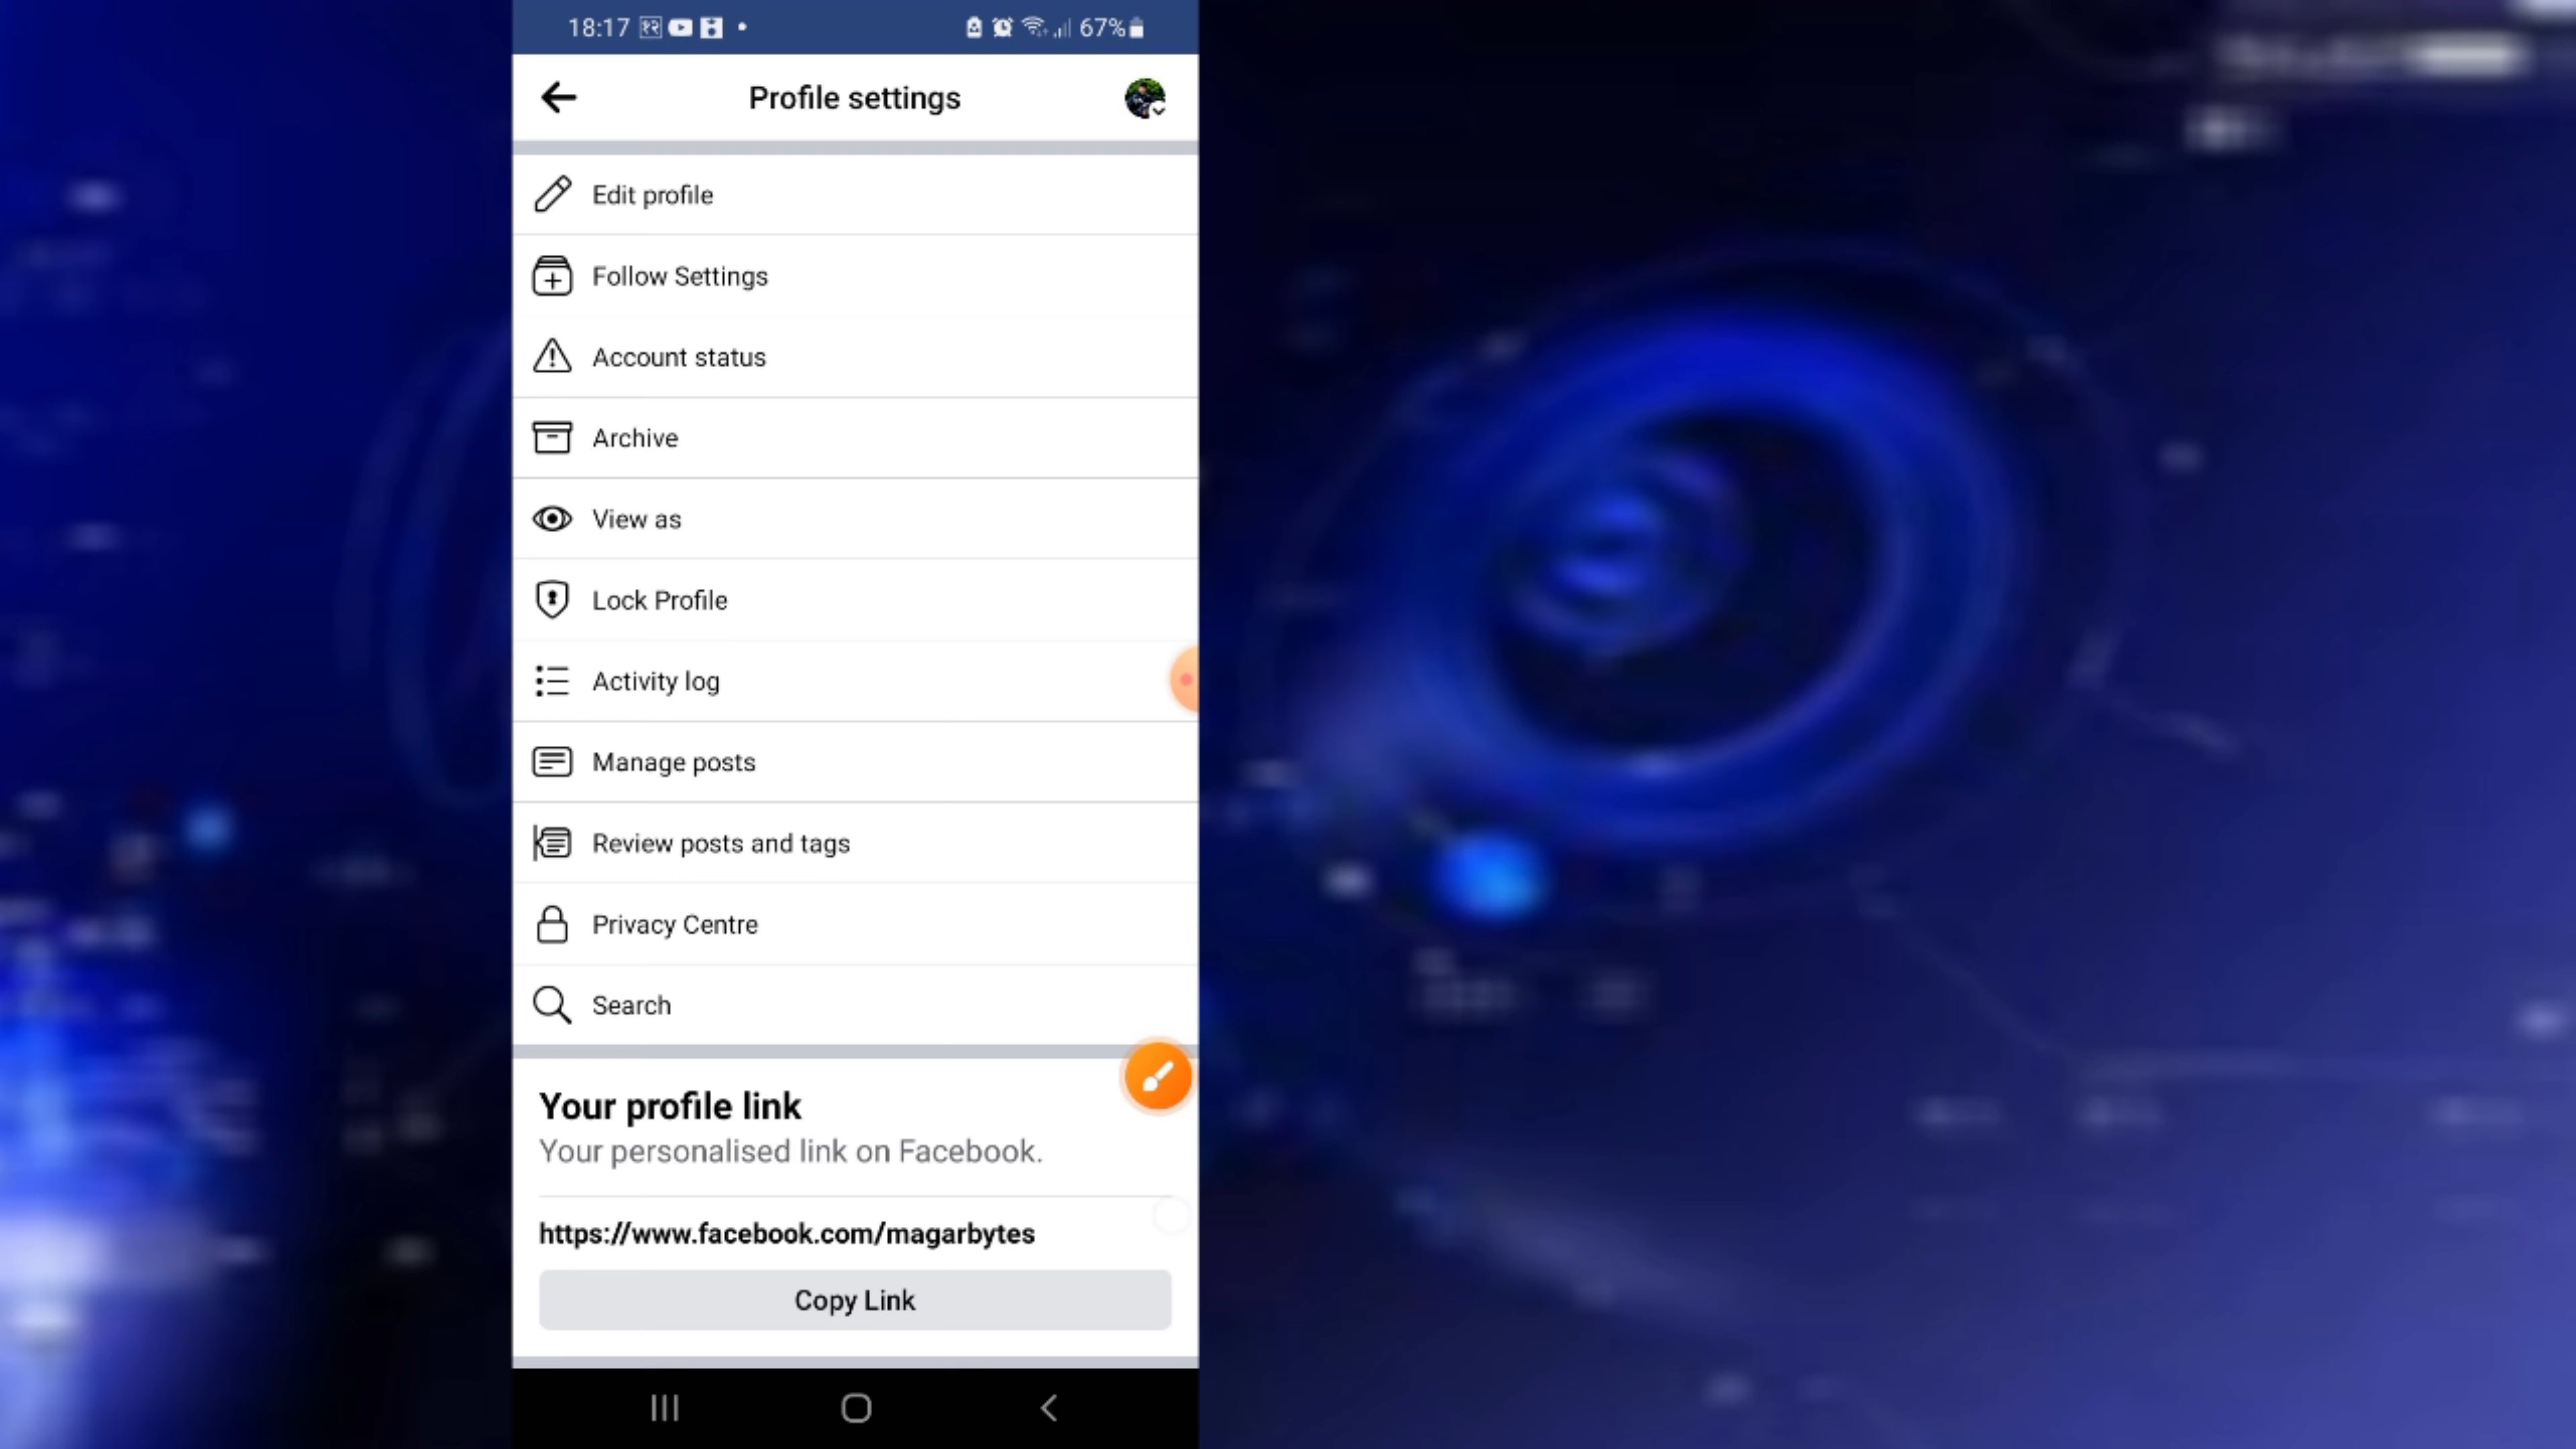 18:17 १२ 67%
Profile settings
Edit profile
Follow Settings
Account status
Archive
View as
Lock Profile
Activity log
Manage posts
Review posts and tags
Privacy Centre
Search
Your profile link
Your personalised link on Facebook.
https://www.facebook.com/magarbytes
Copy Link